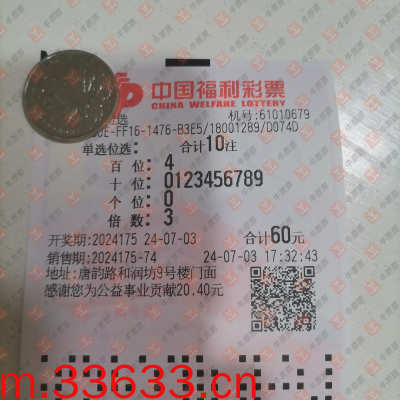 中国福利彩票
CHINA WELFARE LOTTERY
选 机号:61010679
0E-FF16-1476-B3E5/18001289/D074D
单选位选: 合计10注
百 位: 4
十 位: 0123456789
个 位: 0
倍 数: 3
开奖期:2024175 24-07-03 合计60元
销售期:2024175-74 24-07-03 17:32:43
地址:唐韵路和润坊9号楼门面
感谢您为公益事业贡献20.40元
m.33633.cn